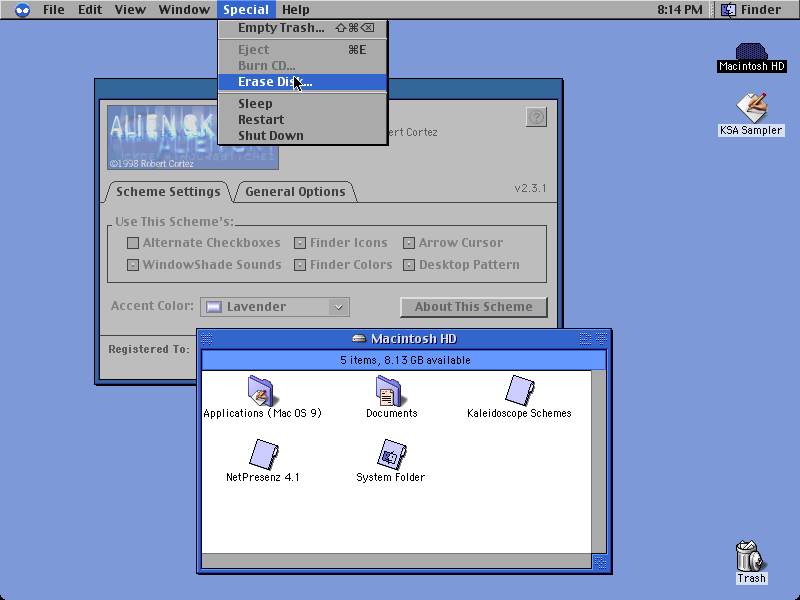 File Edit View Window Special Help 8:14 PM Finder
Empty Trash... ⇧⌘⌫
Eject ⌘E
Burn CD...
Erase Disk...
Sleep
Restart
Shut Down
Macintosh HD
KSA Sampler
ALIEN SK
©1998 Robert Cortez
ert Cortez
?
v2.3.1
Scheme Settings General Options
Use This Scheme's:
Alternate Checkboxes Finder Icons Arrow Cursor
WindowShade Sounds Finder Colors Desktop Pattern
Accent Color: Lavender About This Scheme
Registered To:
Macintosh HD
5 items, 8.13 GB available
Applications (Mac OS 9) Documents Kaleidoscope Schemes
NetPresenz 4.1 System Folder
Trash